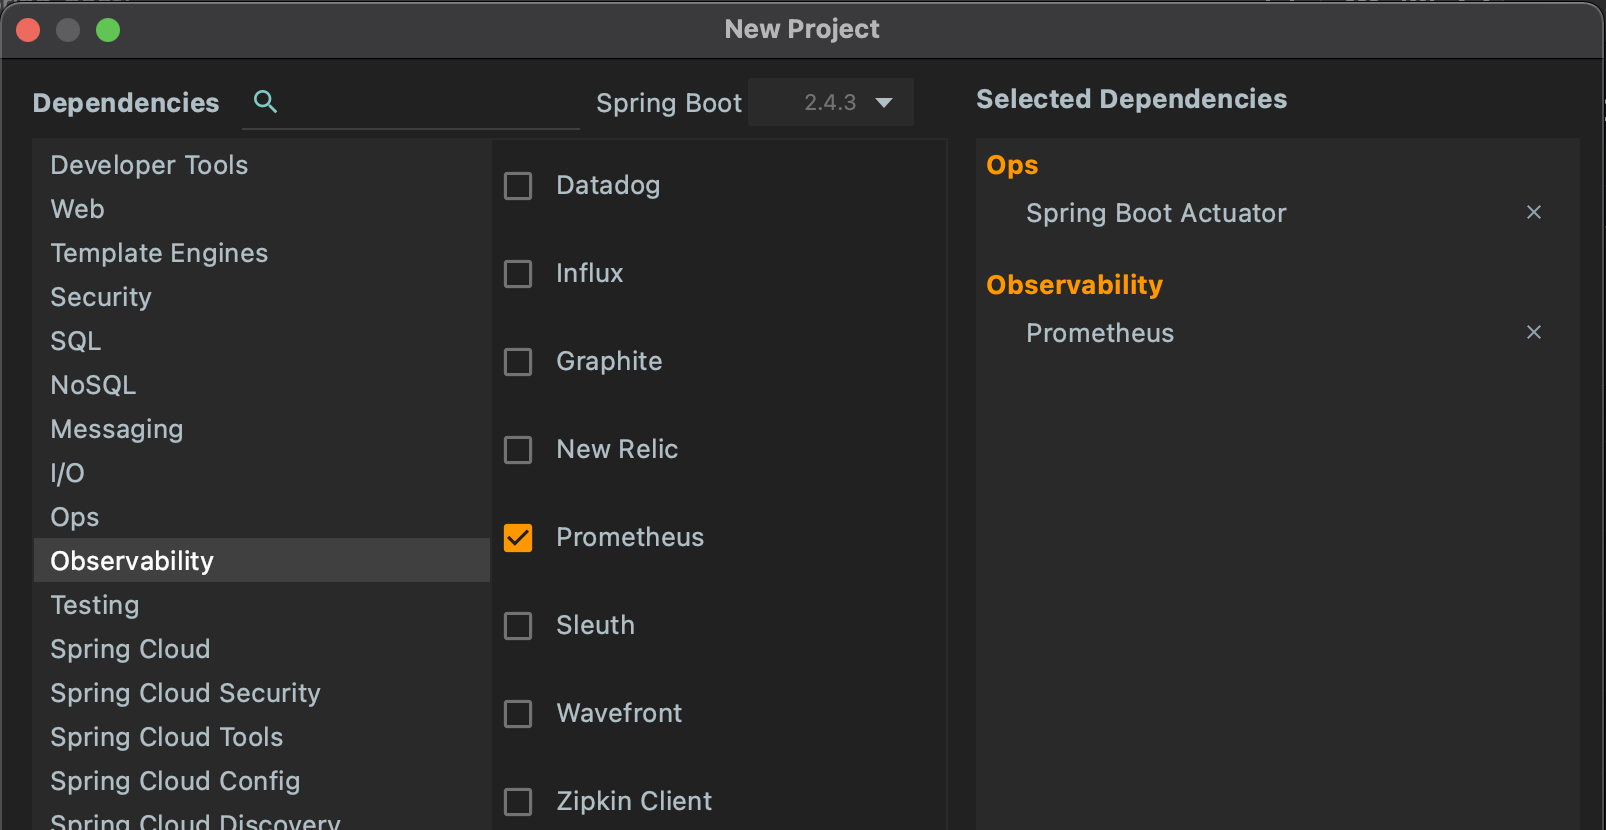 New Project
Dependencies
Spring Boot
2.4.3
Selected Dependencies
Developer Tools
Web
Template Engines
Security
SQL
NoSQL
Messaging
I/O
Ops
Observability
Testing
Spring Cloud
Spring Cloud Security
Spring Cloud Tools
Spring Cloud Config
Spring Cloud Discovery
Datadog
Influx
Graphite
New Relic
Prometheus
Sleuth
Wavefront
Zipkin Client
Ops
Spring Boot Actuator
Observability
Prometheus